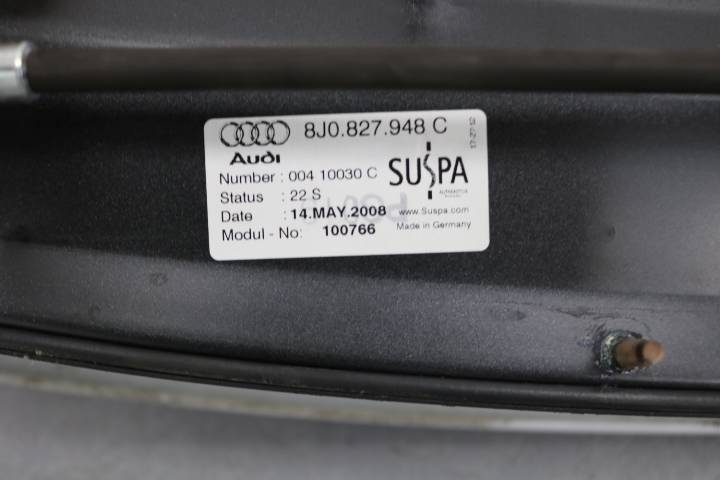 8J0.827.948 C
Audi
Number : 004 10030 C
SUSPA
Status : 22 S
Date : 14.MAY.2008
www.Suspa.com
Modul - No: 100766
Made in Germany